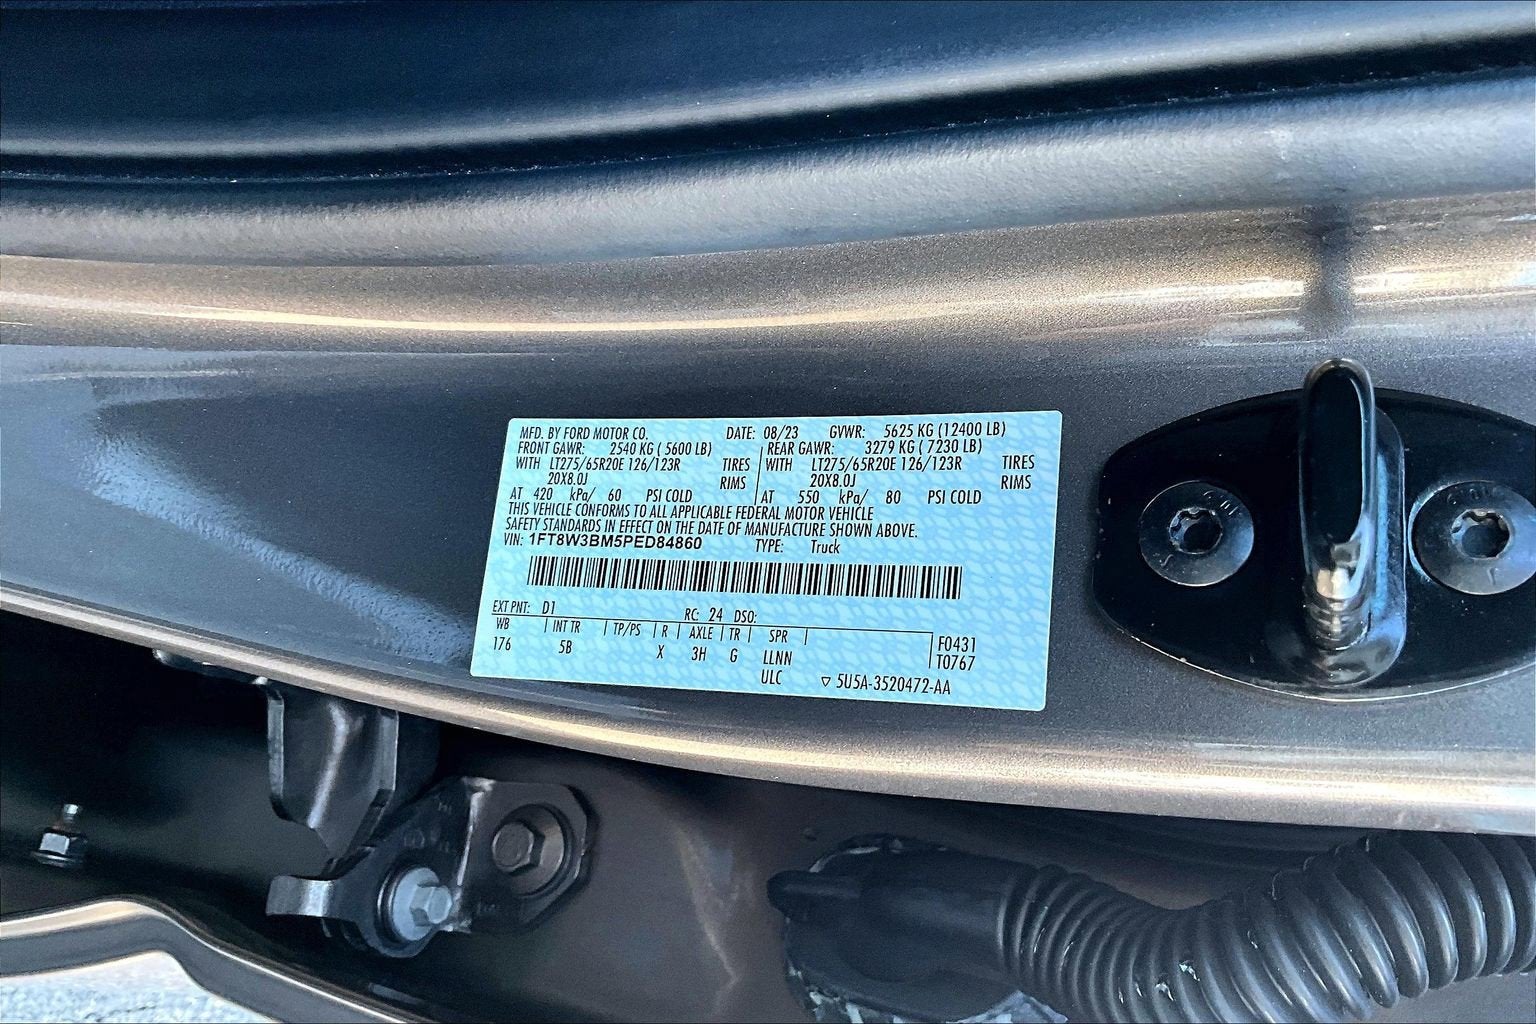 MFD. BY FORD MOTOR CO. DATE: 08/23 GVWR: 5625 KG (12400 LB)
FRONT GAWR: 2540 KG ( 5600 LB) REAR GAWR: 3279 KG ( 7230 LB)
WITH LT275/65R20E 126/123R TIRES WITH LT275/65R20E 126/123R TIRES
20X8.0J RIMS 20X8.0J RIMS
AT 420 kPa/ 60 PSI COLD AT 550 kPa/ 80 PSI COLD
THIS VEHICLE CONFORMS TO ALL APPLICABLE FEDERAL MOTOR VEHICLE
SAFETY STANDARDS IN EFFECT ON THE DATE OF MANUFACTURE SHOWN ABOVE.
VIN: 1FT8W3BM5PED84860 TYPE: Truck
EXT PNT: D1 RC: 24 DSO:
WB INT TR TP/PS R AXLE TR SPR F0431
176 5B X 3H G LLNN T0767
ULC ▽ 5U5A-3520472-AA